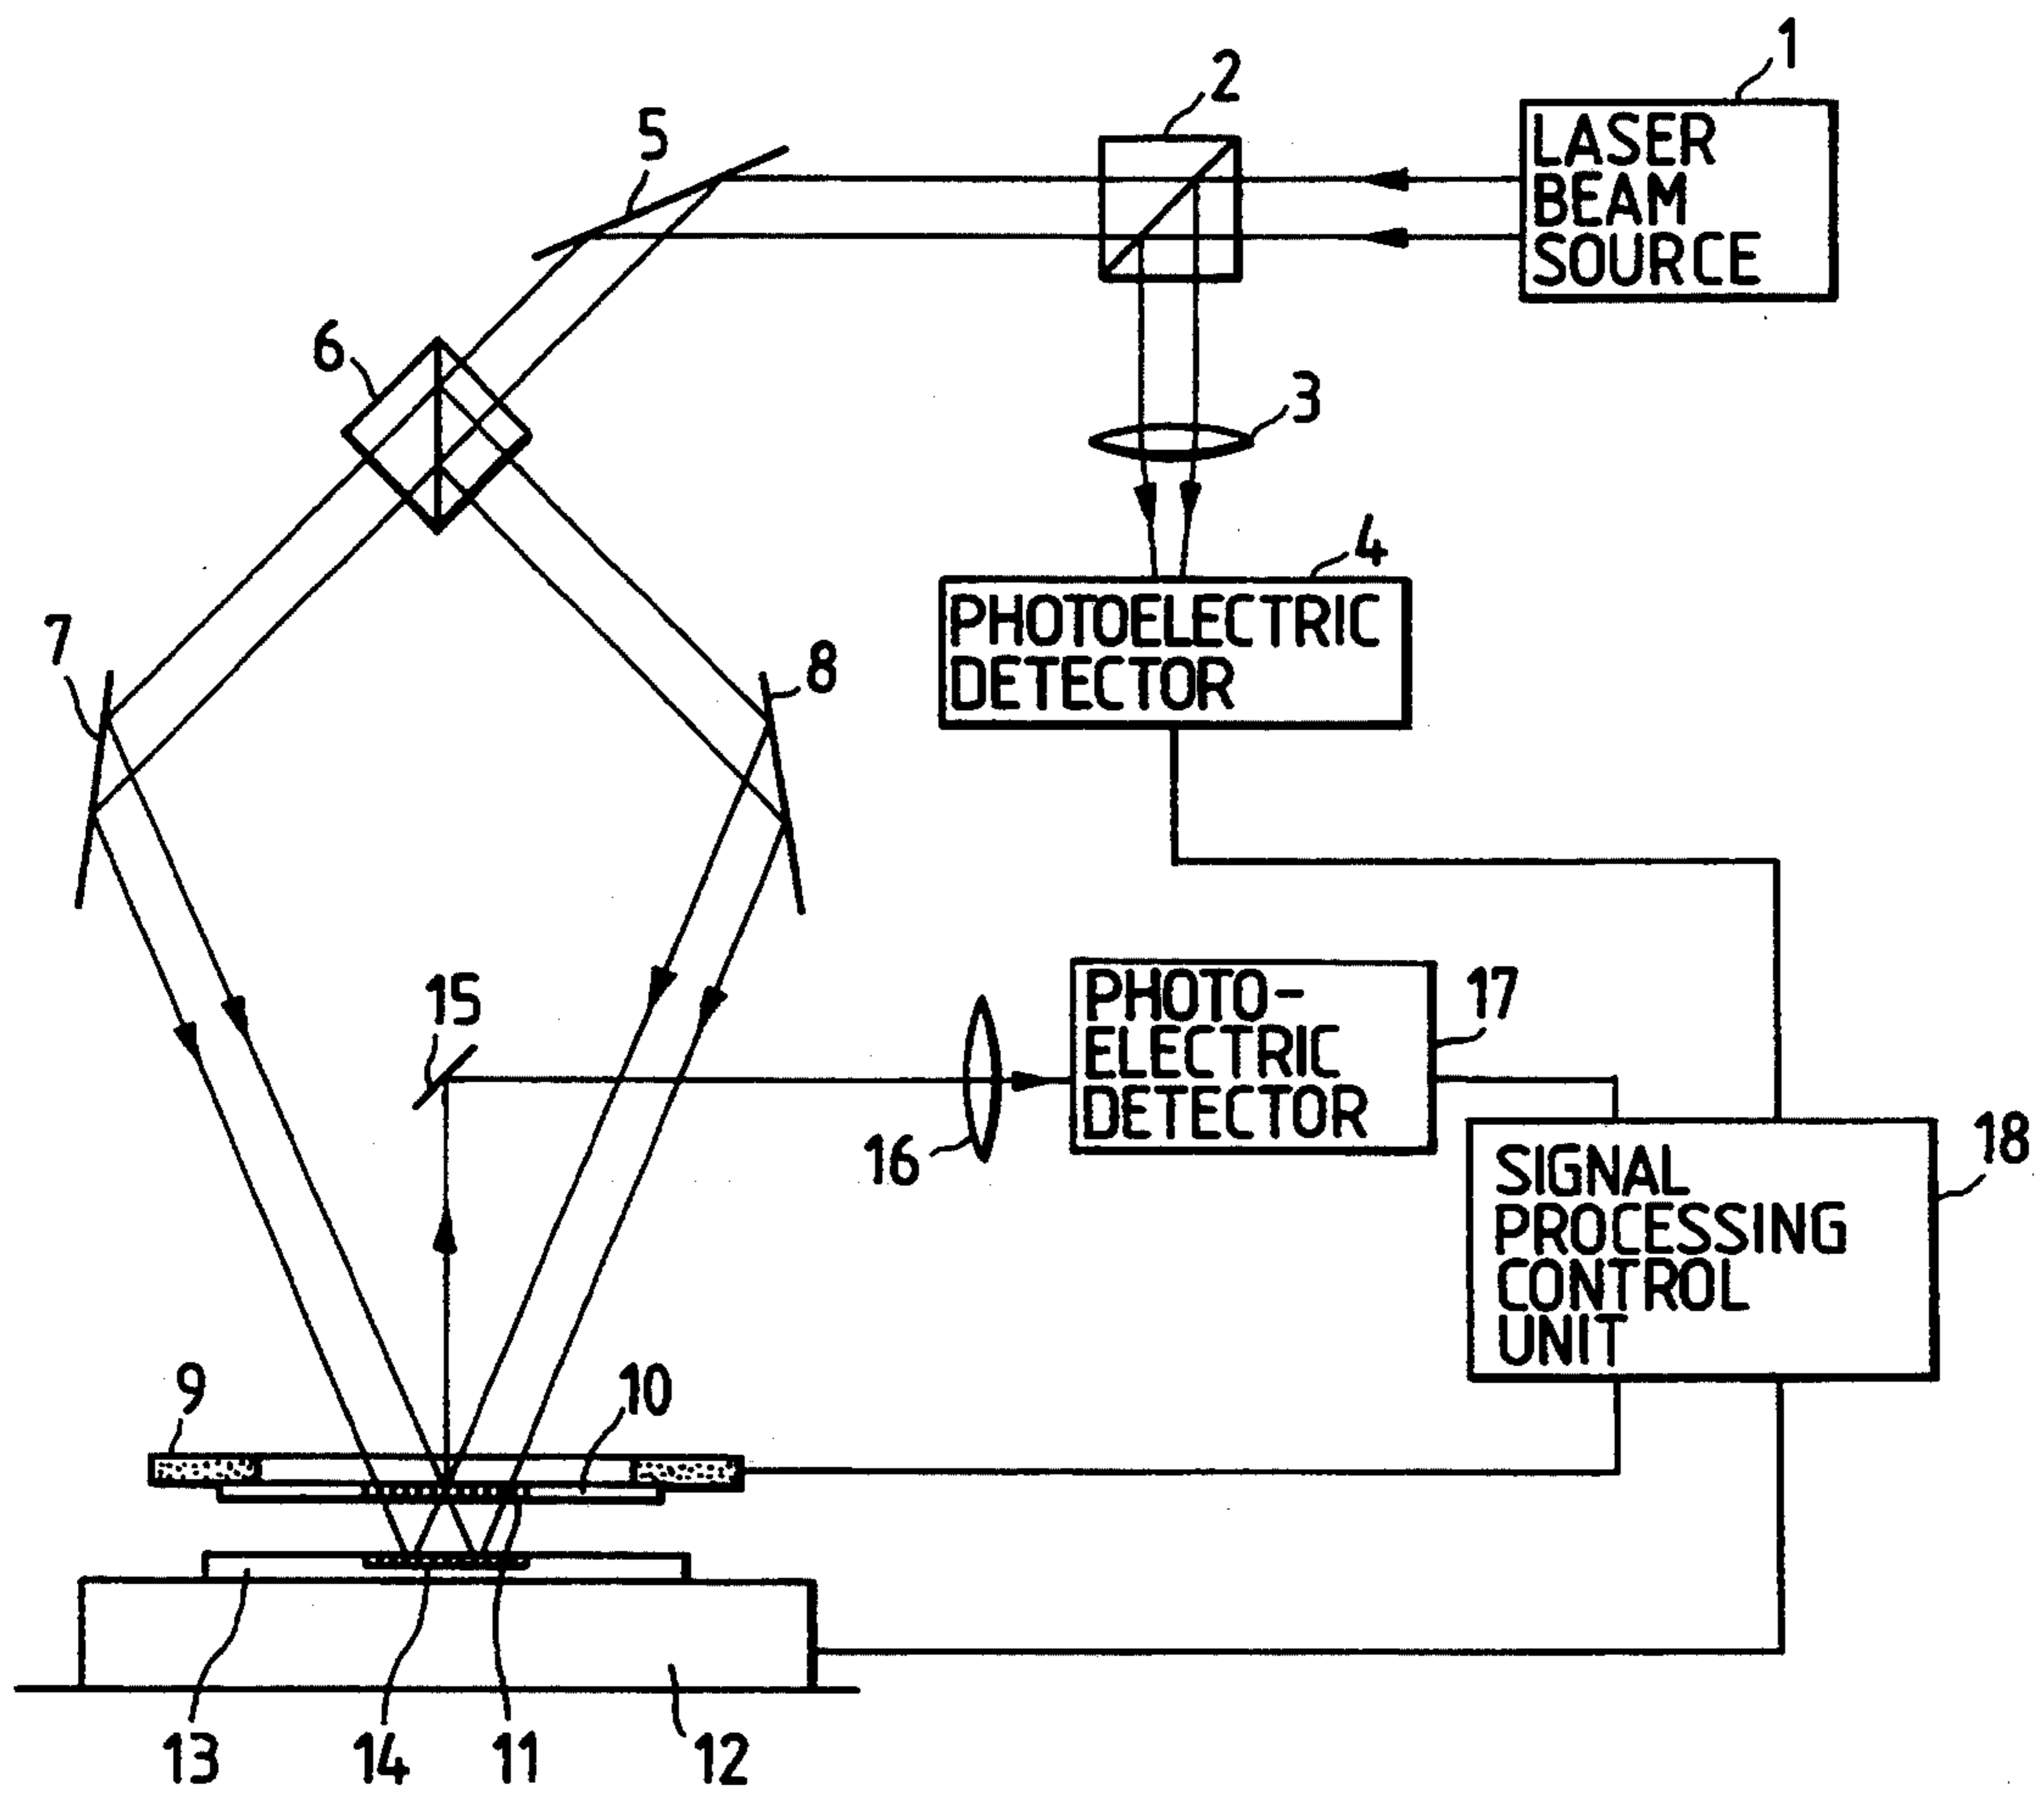 1
2
5
LASER
BEAM
SOURCE
6
3
4
PHOTOELECTRIC
DETECTOR
7
8
15
PHOTO-
ELECTRIC
DETECTOR
17
16
18
SIGNAL
PROCESSING
CONTROL
UNIT
9
10
13
14
11
12